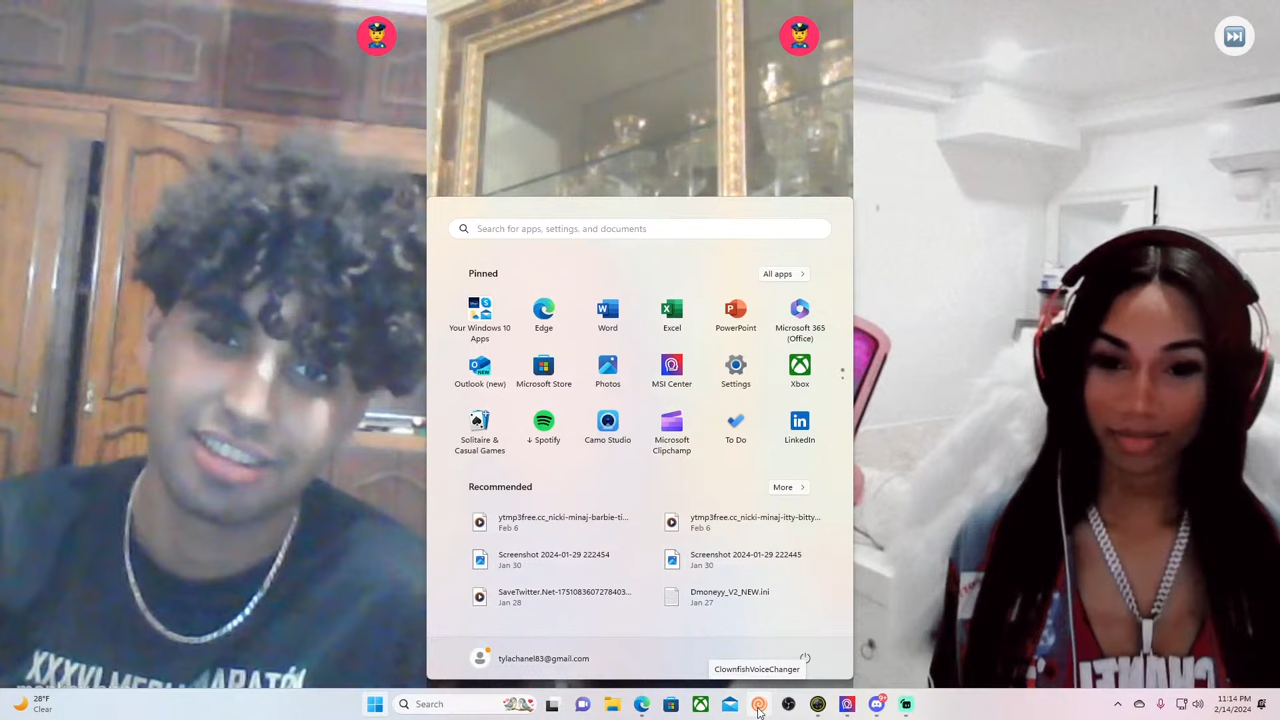 Search for apps, settings, and documents
Pinned
All apps
Your Windows 10
Apps
Edge
Word
Excel
PowerPoint
Microsoft 365
(Office)
Outlook (new)
Microsoft Store
Photos
MSI Center
Settings
Xbox
Solitaire &
Casual Games
↓ Spotify
Camo Studio
Microsoft
Clipchamp
To Do
LinkedIn
Recommended
More
ytmp3free.cc_nicki-minaj-barbie-ti...
Feb 6
ytmp3free.cc_nicki-minaj-itty-bitty...
Feb 6
Screenshot 2024-01-29 222454
Jan 30
Screenshot 2024-01-29 222445
Jan 30
SaveTwitter.Net-1751083607278403...
Jan 28
Dmoneyy_V2_NEW.ini
Jan 27
tylachanel83@gmail.com
ClownfishVoiceChanger
28°F
Clear
Search
11:14 PM
2/14/2024